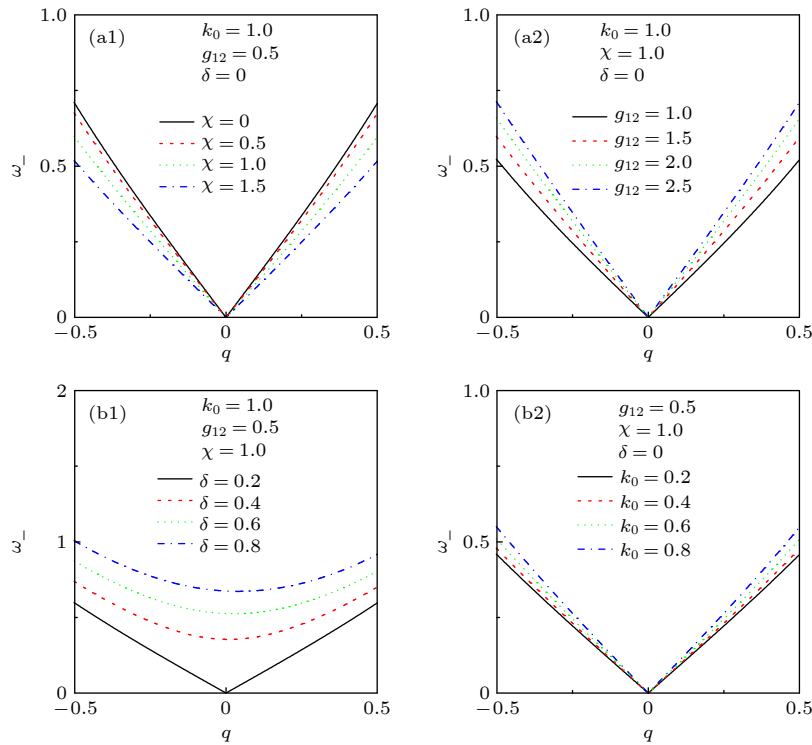 (a1)
k₀ = 1.0
g₁₂ = 0.5
δ = 0
χ = 0
χ = 0.5
χ = 1.0
χ = 1.5
1.0
0.5
0
ω₋
−0.5
0
0.5
q
(a2)
k₀ = 1.0
χ = 1.0
δ = 0
g₁₂ = 1.0
g₁₂ = 1.5
g₁₂ = 2.0
g₁₂ = 2.5
1.0
0.5
0
ω₋
−0.5
0
0.5
q
(b1)
k₀ = 1.0
g₁₂ = 0.5
χ = 1.0
δ = 0.2
δ = 0.4
δ = 0.6
δ = 0.8
2
1
0
ω₋
−0.5
0
0.5
q
(b2)
g₁₂ = 0.5
χ = 1.0
δ = 0
k₀ = 0.2
k₀ = 0.4
k₀ = 0.6
k₀ = 0.8
1.0
0.5
0
ω₋
−0.5
0
0.5
q